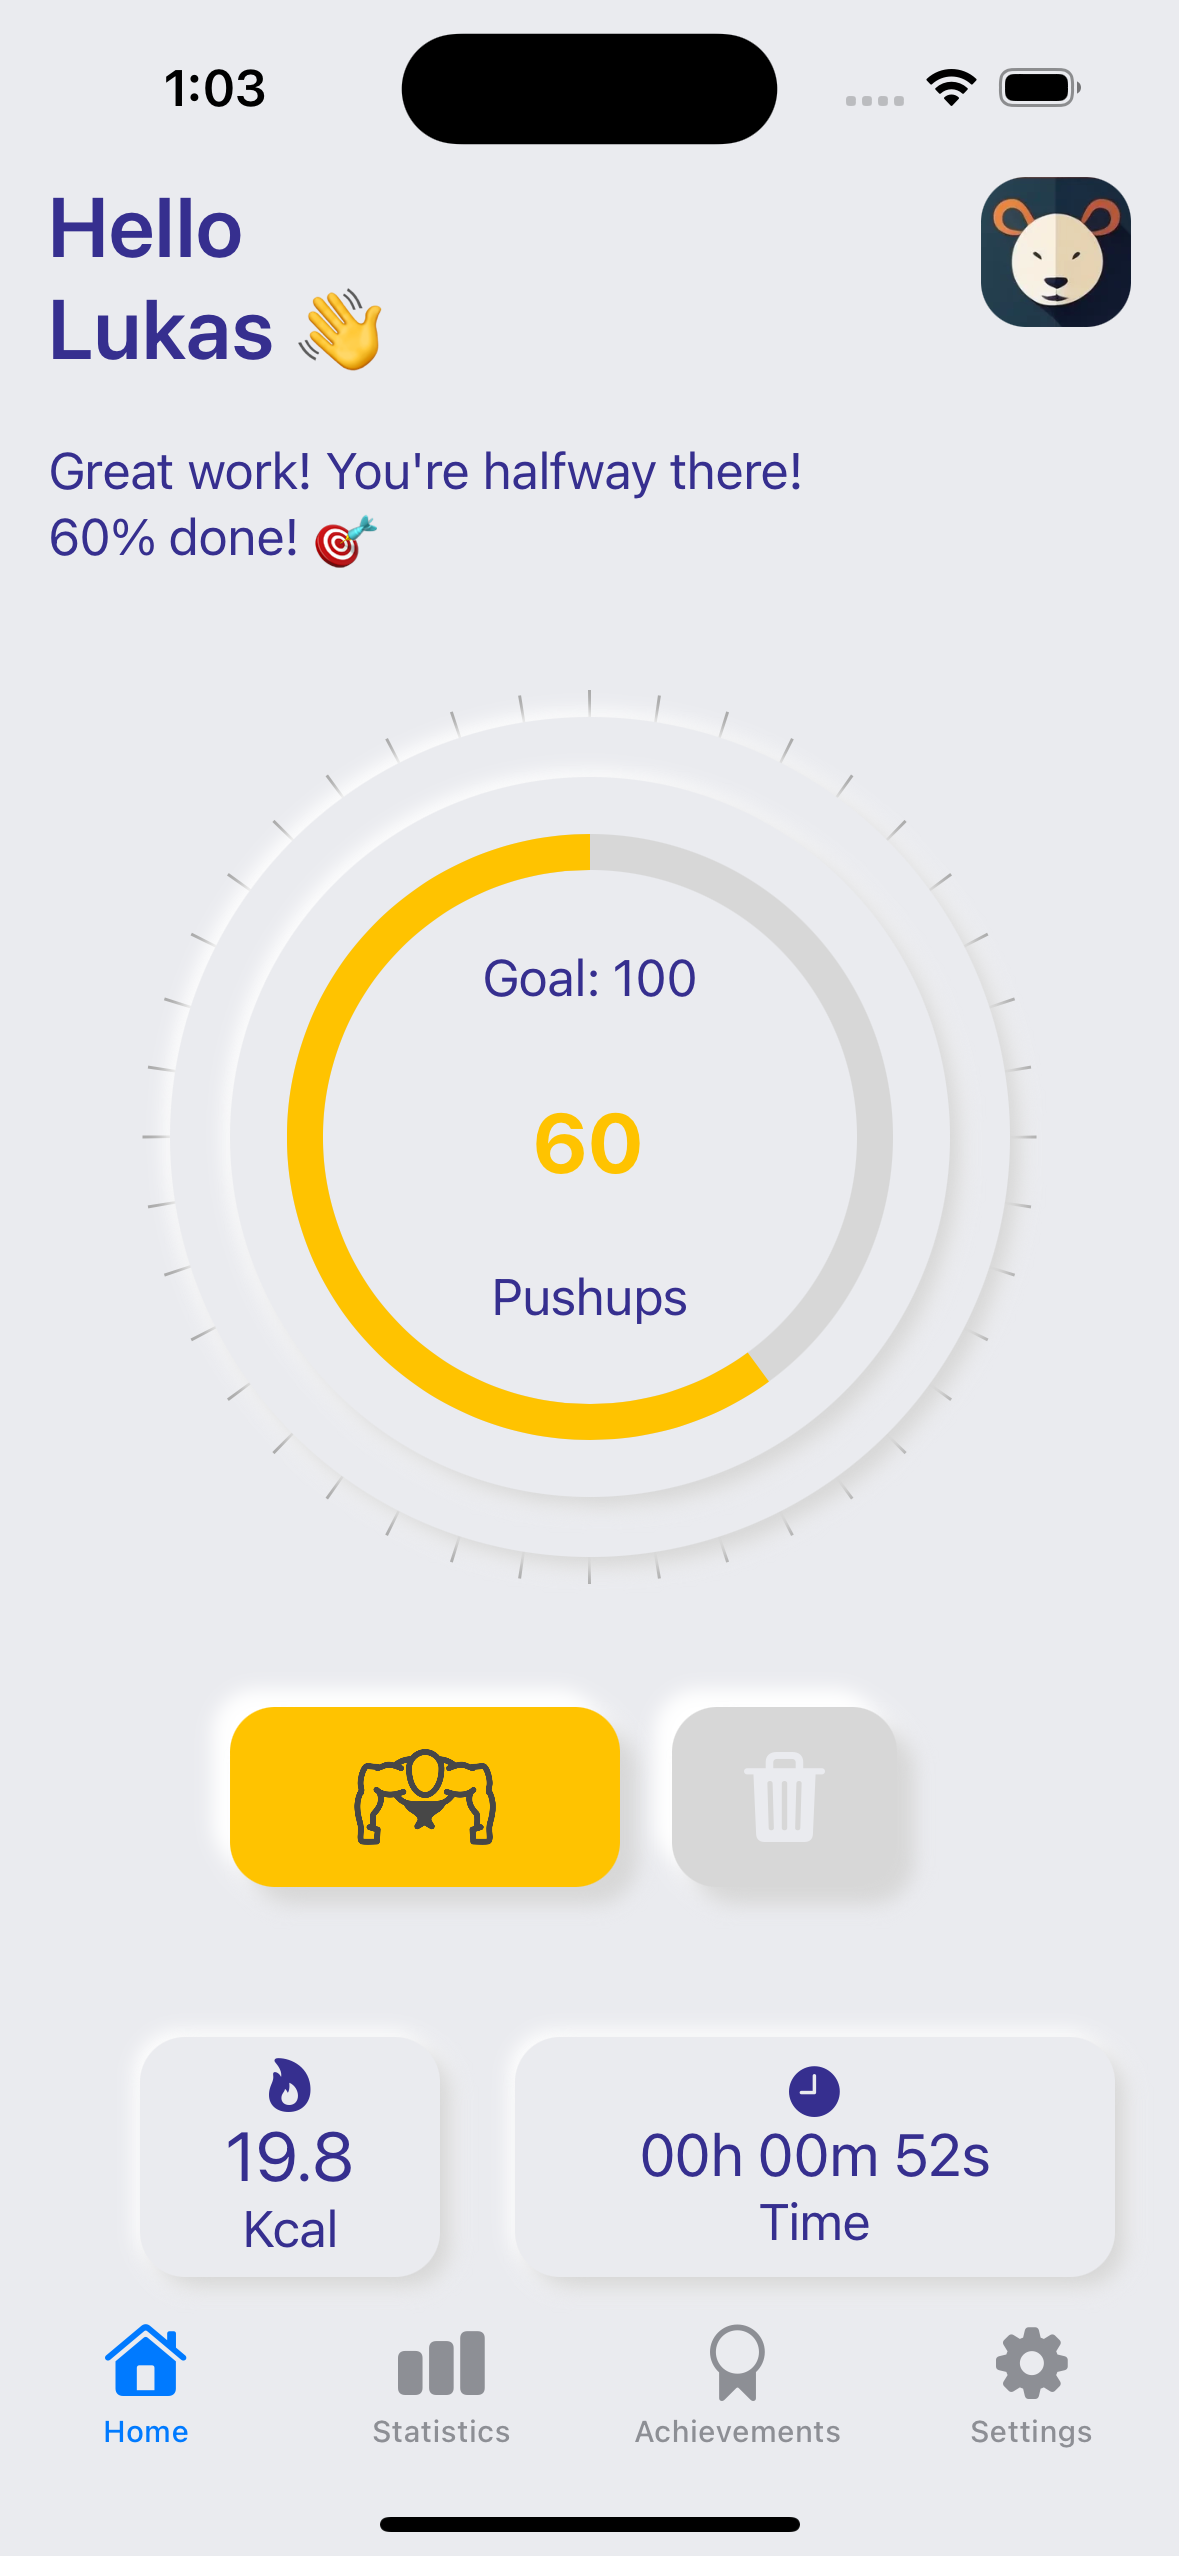 1:03
Hello
Lukas 👋
Great work! You're halfway there!
60% done! 🎯
Goal: 100
60
Pushups
19.8
Kcal
00h 00m 52s
Time
Home
Statistics
Achievements
Settings